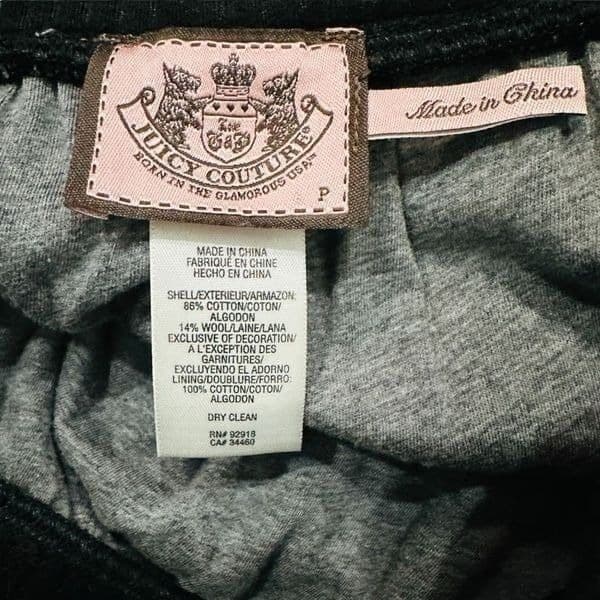 The
G&P
JUICY COUTURE®
BORN IN THE GLAMOROUS USA™
P
Made in China
MADE IN CHINA
FABRIQUÉ EN CHINE
HECHO EN CHINA
SHELL/EXTERIEUR/ARMAZON:
86% COTTON/COTON/
ALGODON
14% WOOL/LAINE/LANA
EXCLUSIVE OF DECORATION/
A L'EXCEPTION DES
GARNITURES/
EXCLUYENDO EL ADORNO
LINING/DOUBLURE/FORRO:
100% COTTON/COTON/
ALGODON
DRY CLEAN
RN# 92918
CA# 34460